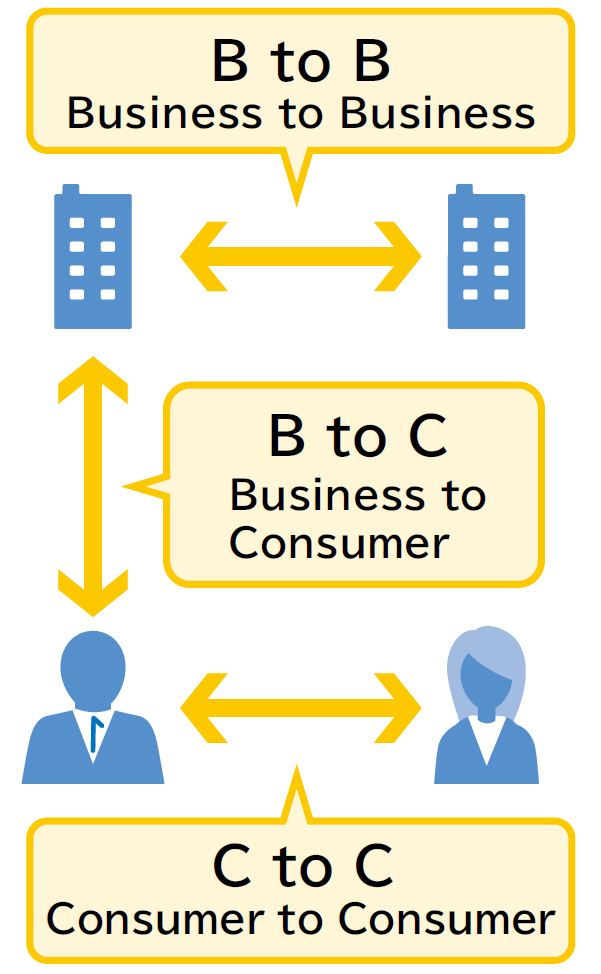 B to B
Business to Business
B to C
Business to
Consumer
C to C
Consumer to Consumer